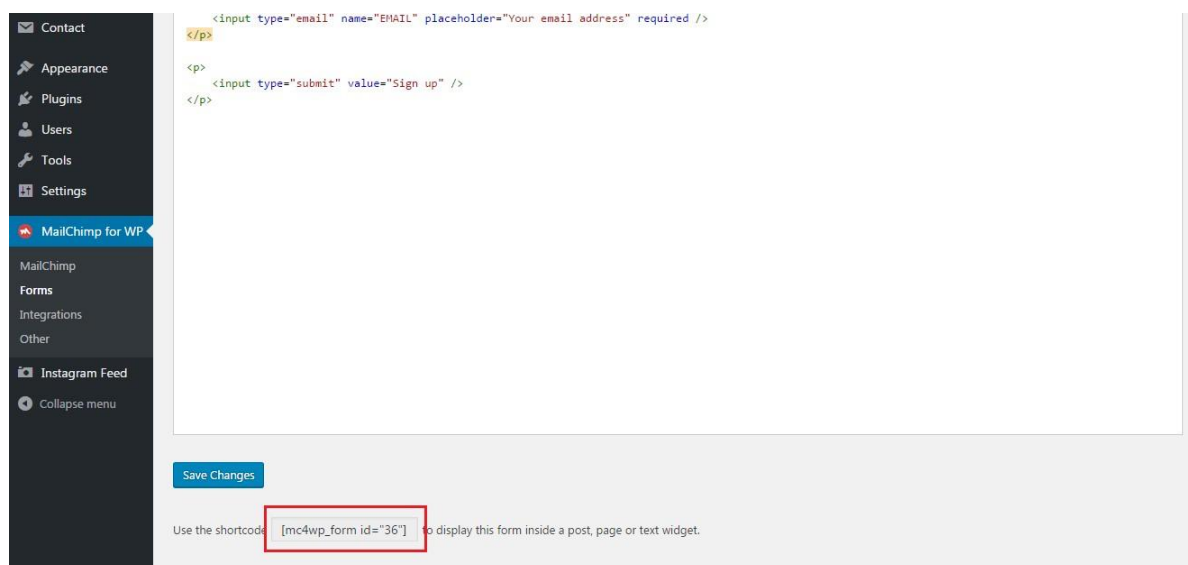 Contact
Appearance
Plugins
Users
Tools
Settings
MailChimp for WP
MailChimp
Forms
Integrations
Other
Instagram Feed
Collapse menu
<input type="email" name="EMAIL" placeholder="Your email address" required />
</p>
<p>
<input type="submit" value="Sign up" />
</p>
Save Changes
Use the shortcode [mc4wp_form id="36"] to display this form inside a post, page or text widget.